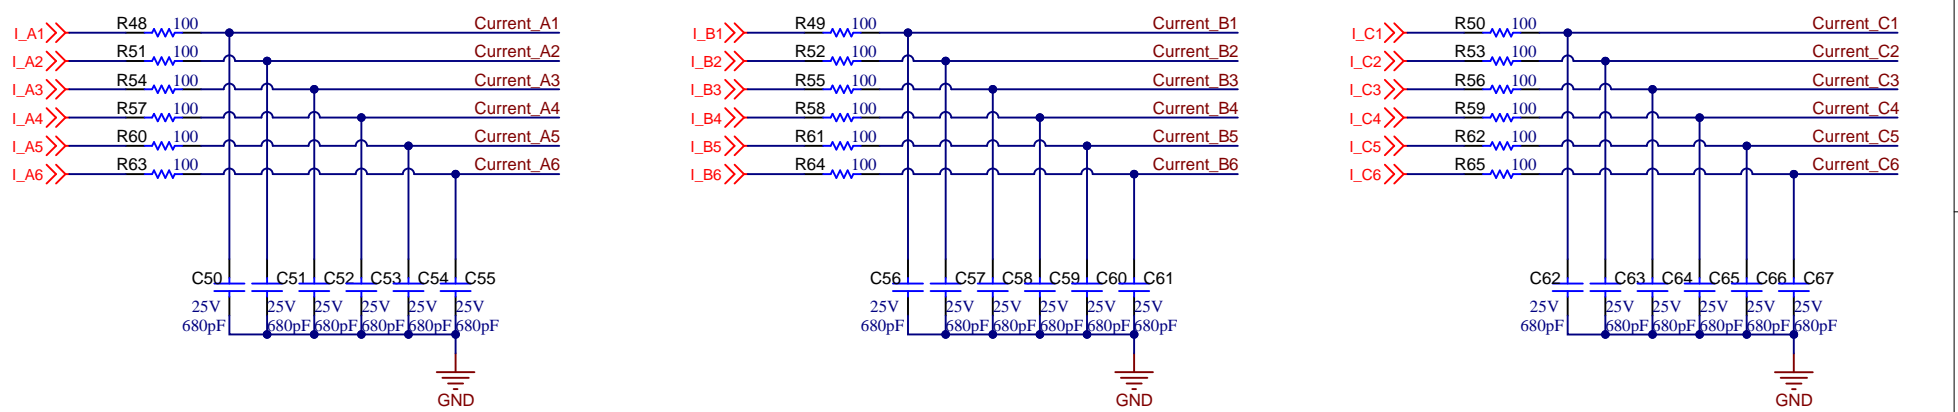 R48 100 Current_A1 R49 100 Current_B1 R50 100 Current_C1
I_A1 I_B1 I_C1
R51 100 Current_A2 R52 100 Current_B2 R53 100 Current_C2
I_A2 I_B2 I_C2
R54 100 Current_A3 R55 100 Current_B3 R56 100 Current_C3
I_A3 I_B3 I_C3
R57 100 Current_A4 R58 100 Current_B4 R59 100 Current_C4
I_A4 I_B4 I_C4
R60 100 Current_A5 R61 100 Current_B5 R62 100 Current_C5
I_A5 I_B5 I_C5
R63 100 Current_A6 R64 100 Current_B6 R65 100 Current_C6
I_A6 I_B6 I_C6
C50 C51 C52 C53 C54 C55 C56 C57 C58 C59 C60 C61 C62 C63 C64 C65 C66 C67
25V 25V 25V 25V 25V 25V 25V 25V 25V 25V 25V 25V 25V 25V 25V 25V 25V 25V
680pF 680pF 680pF 680pF 680pF 680pF 680pF 680pF 680pF 680pF 680pF 680pF 680pF 680pF 680pF 680pF 680pF 680pF
GND GND GND